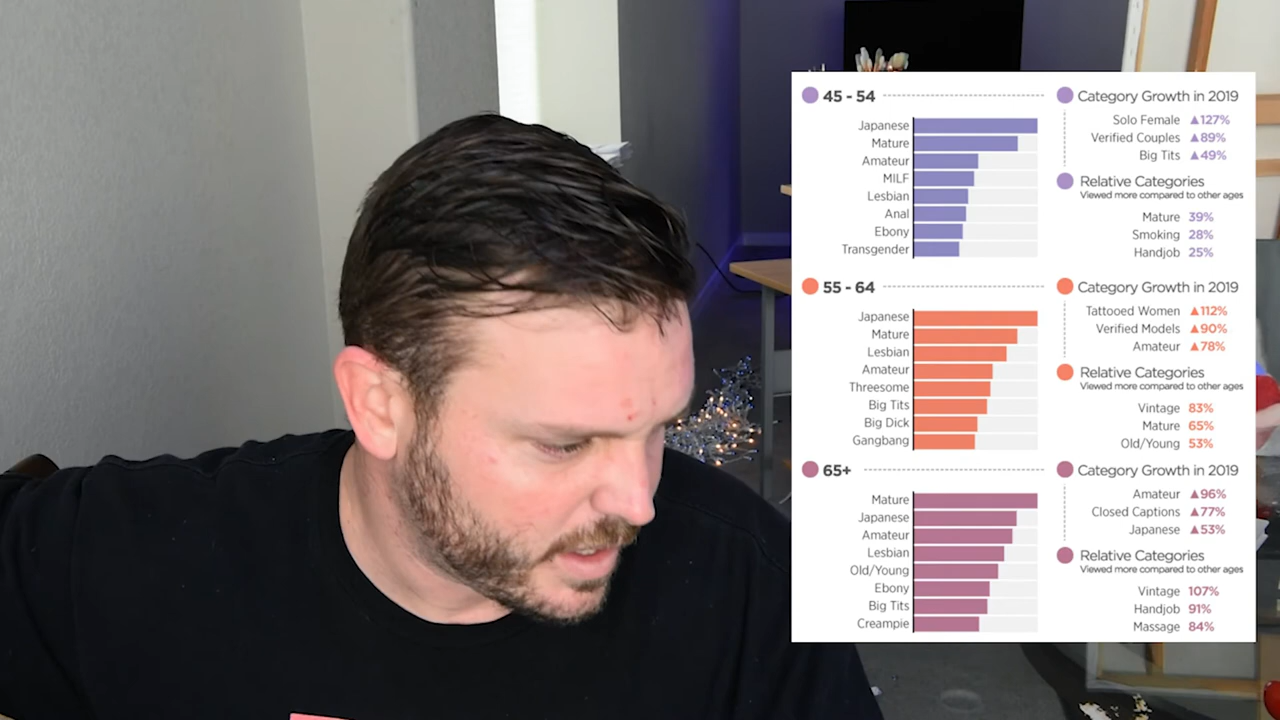 45 - 54
Japanese
Mature
Amateur
MILF
Lesbian
Anal
Ebony
Transgender
Category Growth in 2019
Solo Female ▲127%
Verified Couples ▲89%
Big Tits ▲49%
Relative Categories
Viewed more compared to other ages
Mature 39%
Smoking 28%
Handjob 25%
55 - 64
Japanese
Mature
Lesbian
Amateur
Threesome
Big Tits
Big Dick
Gangbang
Category Growth in 2019
Tattooed Women ▲112%
Verified Models ▲90%
Amateur ▲78%
Relative Categories
Viewed more compared to other ages
Vintage 83%
Mature 65%
Old/Young 53%
65+
Mature
Japanese
Amateur
Lesbian
Old/Young
Ebony
Big Tits
Creampie
Category Growth in 2019
Amateur ▲96%
Closed Captions ▲77%
Japanese ▲53%
Relative Categories
Viewed more compared to other ages
Vintage 107%
Handjob 91%
Massage 84%